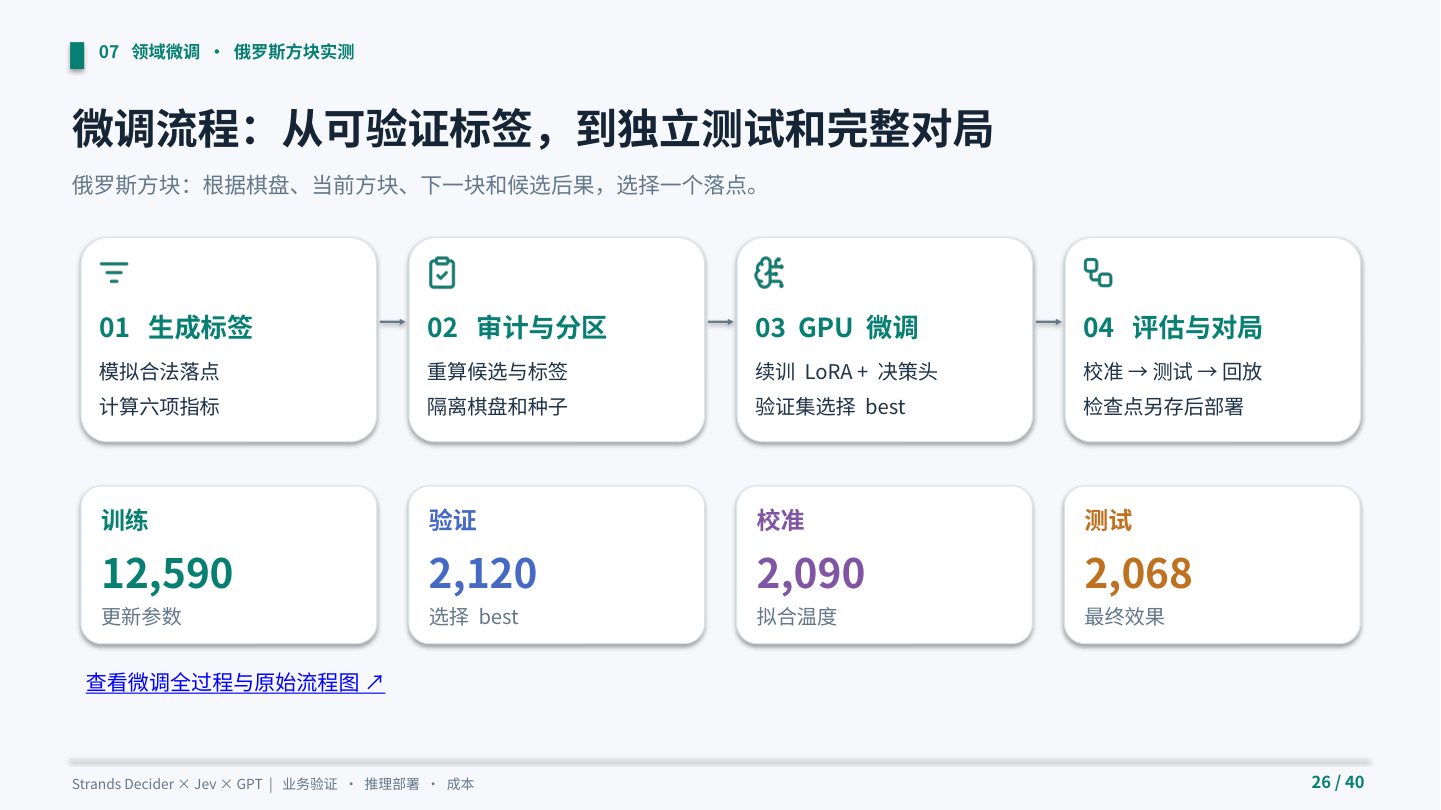 07 领域微调 · 俄罗斯方块实测
微调流程：从可验证标签，到独立测试和完整对局
俄罗斯方块：根据棋盘、当前方块、下一块和候选后果，选择一个落点。
01 生成标签
模拟合法落点
计算六项指标
02 审计与分区
重算候选与标签
隔离棋盘和种子
03 GPU 微调
续训 LoRA + 决策头
验证集选择 best
04 评估与对局
校准 → 测试 → 回放
检查点另存后部署
训练
12,590
更新参数
验证
2,120
选择 best
校准
2,090
拟合温度
测试
2,068
最终效果
查看微调全过程与原始流程图 ↗
Strands Decider × Jev × GPT | 业务验证 · 推理部署 · 成本
26 / 40